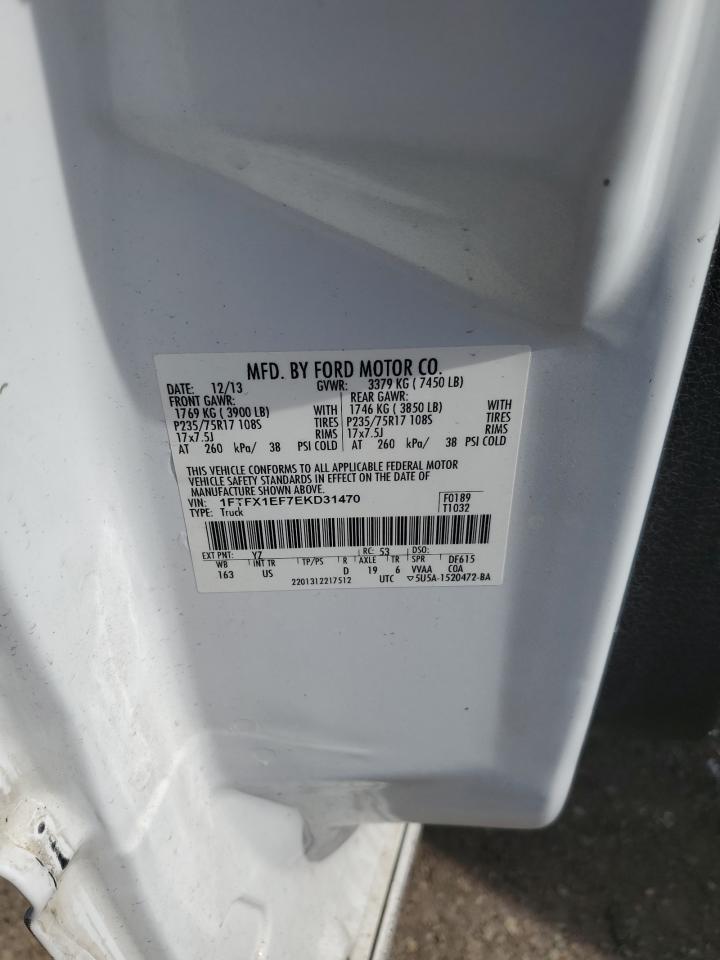 MFD. BY FORD MOTOR CO.
DATE: 12/13 GVWR: 3379 KG ( 7450 LB)
FRONT GAWR: REAR GAWR:
1769 KG ( 3900 LB) WITH 1746 KG ( 3850 LB) WITH
P235/75R17 108S TIRES P235/75R17 108S TIRES
17x7.5J RIMS 17x7.5J RIMS
AT 260 kPa/ 38 PSI COLD AT 260 kPa/ 38 PSI COLD
THIS VEHICLE CONFORMS TO ALL APPLICABLE FEDERAL MOTOR
VEHICLE SAFETY STANDARDS IN EFFECT ON THE DATE OF
MANUFACTURE SHOWN ABOVE.
VIN: 1FTFX1EF7EKD31470 F0189
TYPE: Truck T1032
EXT PNT: YZ RC: 53 DSO:
WB INT TR TP/PS R AXLE TR SPR DF615
163 US D 19 6 VVAA COA
2201312217512 UTC ▽5U5A-1520472-BA